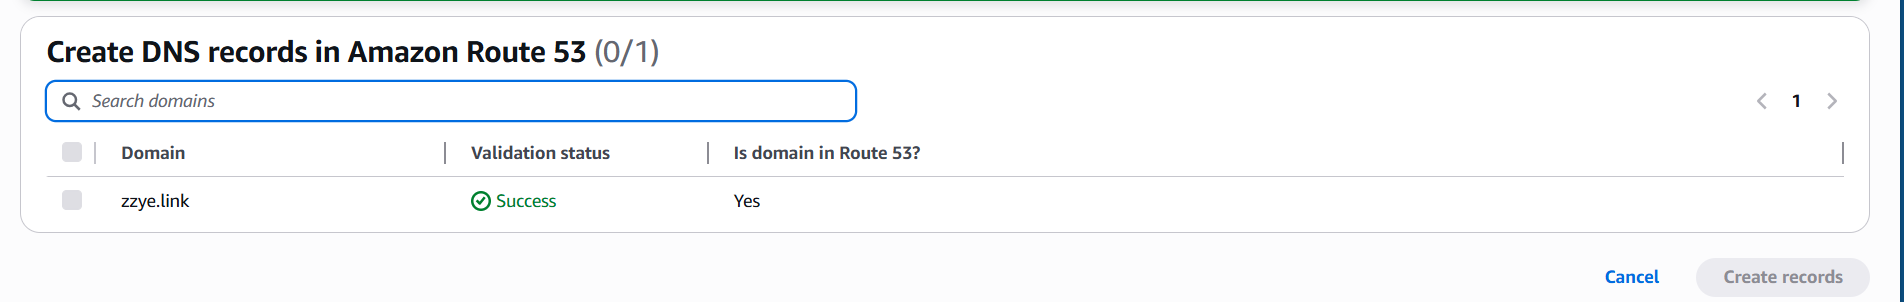 Create DNS records in Amazon Route 53 (0/1)
Search domains
1
Domain Validation status Is domain in Route 53?
zzye.link Success Yes
Cancel Create records